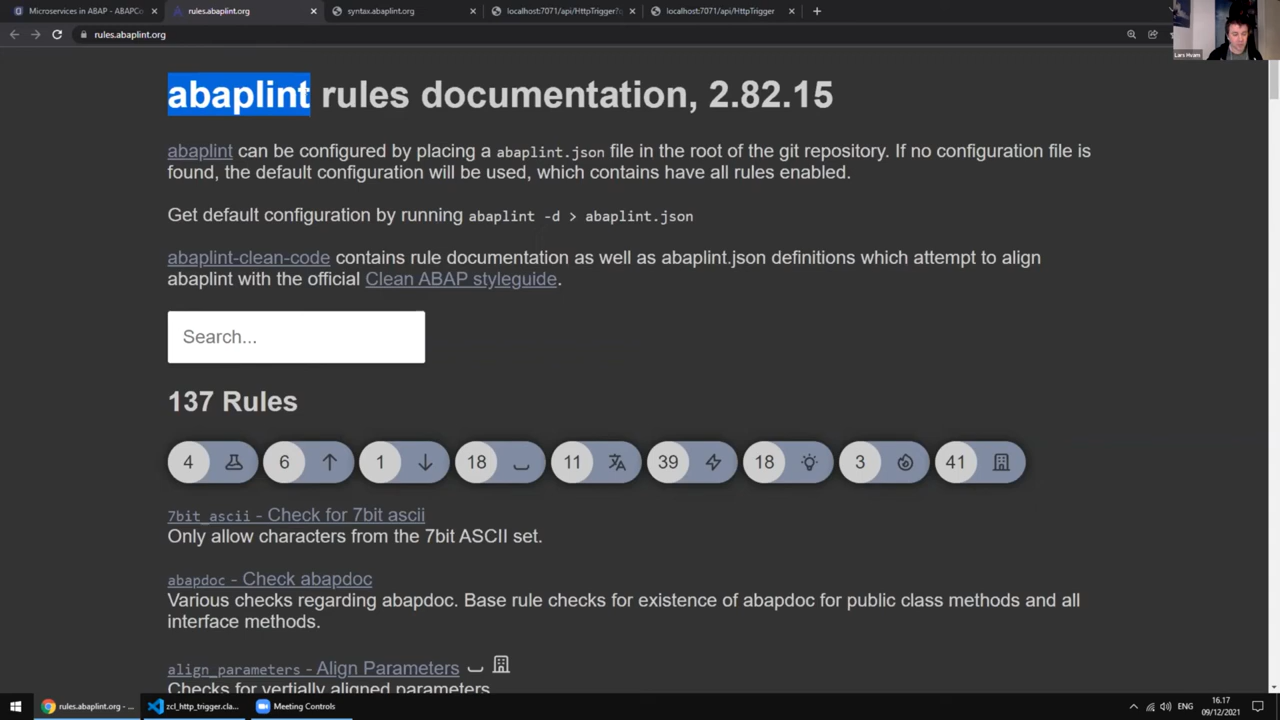 Microservices in ABAP - ABAPCo
rules.abaplint.org
syntax.abaplint.org
localhost:7071/api/HttpTrigger?
localhost:7071/api/HttpTrigger
rules.abaplint.org
Lars Hvam
abaplint rules documentation, 2.82.15
abaplint can be configured by placing a abaplint.json file in the root of the git repository. If no configuration file is
found, the default configuration will be used, which contains have all rules enabled.
Get default configuration by running abaplint -d > abaplint.json
abaplint-clean-code contains rule documentation as well as abaplint.json definitions which attempt to align
abaplint with the official Clean ABAP styleguide.
Search...
137 Rules
4 6 1 18 11 39 18 3 41
7bit_ascii - Check for 7bit ascii
Only allow characters from the 7bit ASCII set.
abapdoc - Check abapdoc
Various checks regarding abapdoc. Base rule checks for existence of abapdoc for public class methods and all
interface methods.
align_parameters - Align Parameters
Checks for vertially aligned parameters
rules.abaplint.org - ...
zcl_http_trigger.cla...
Meeting Controls
ENG
16.17
09/12/2021